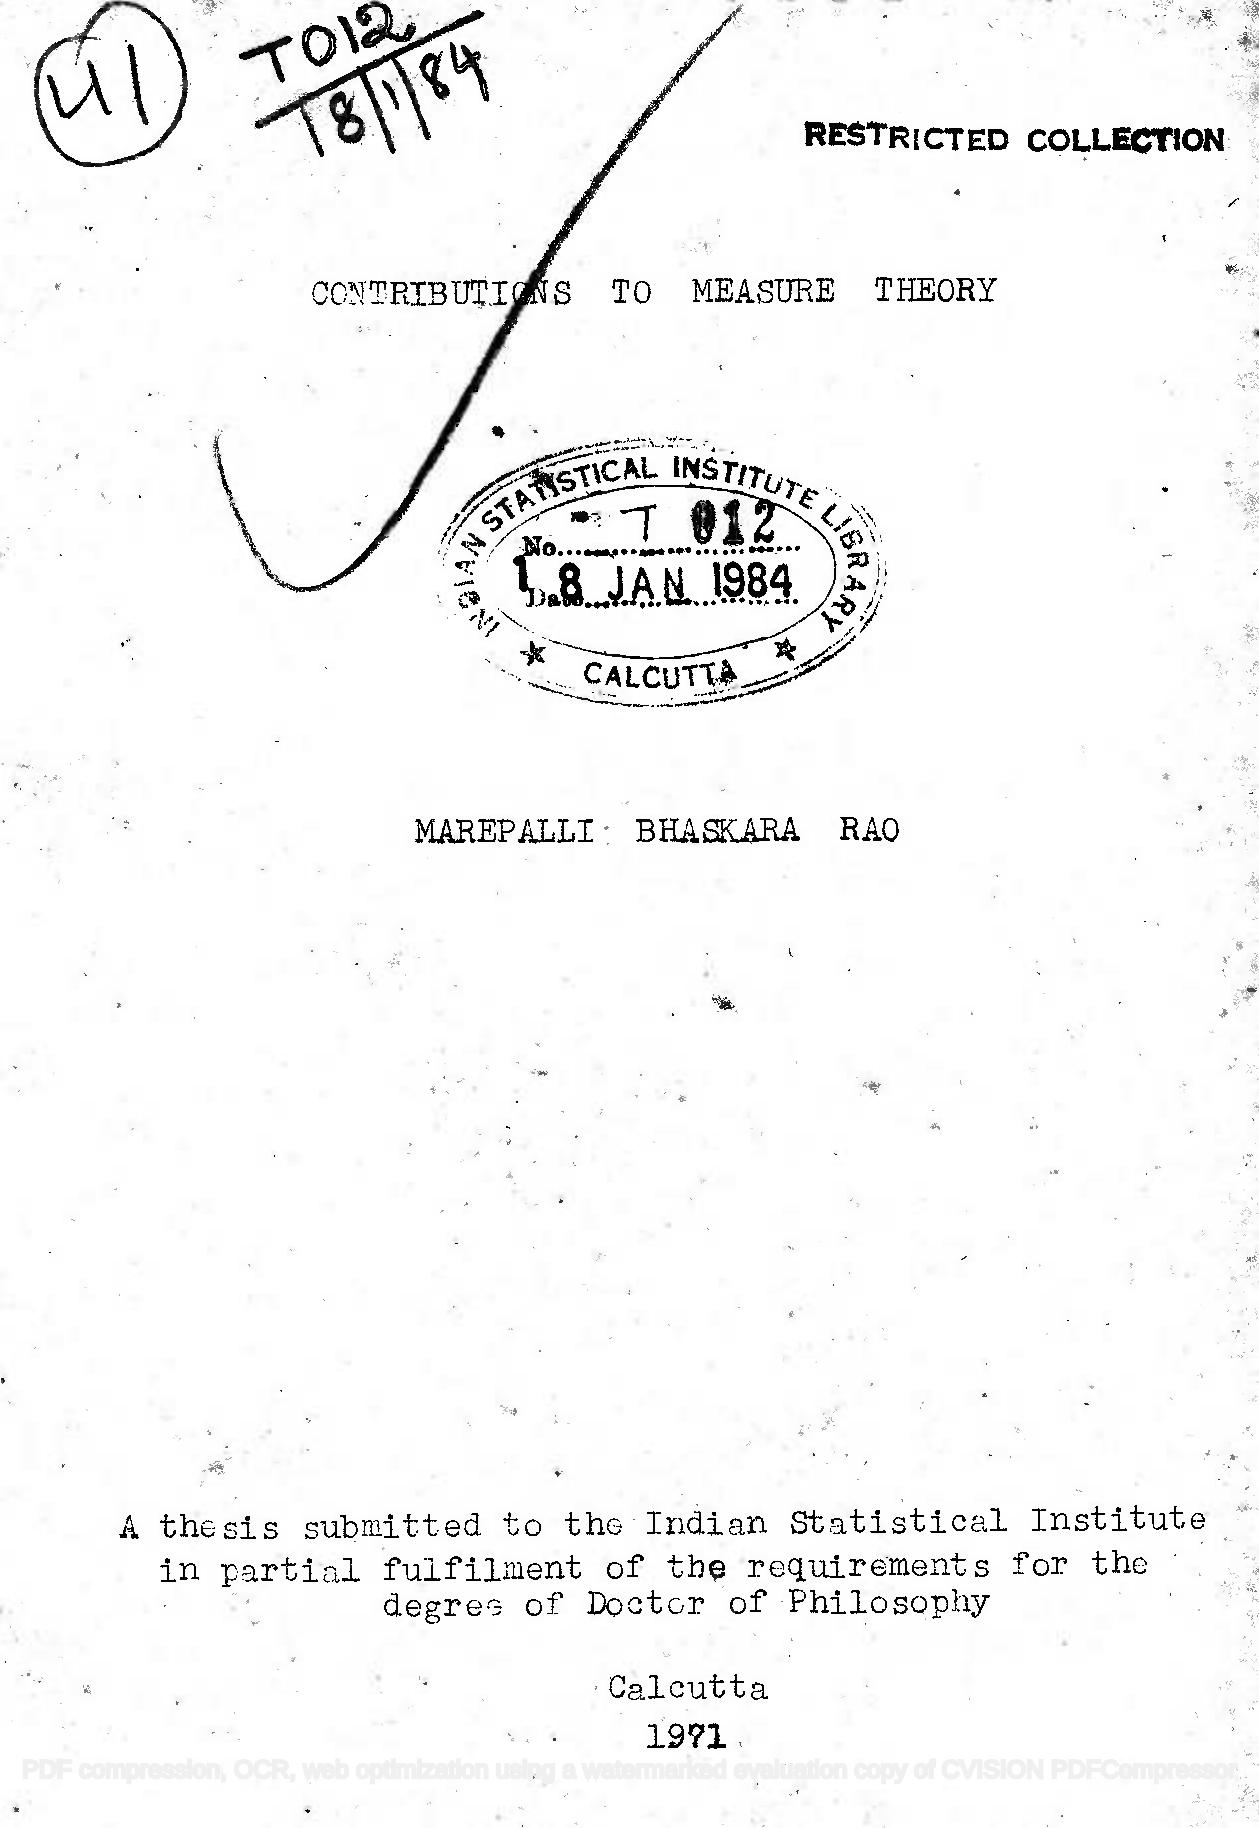 41
T012
18/1/84
RESTRICTED COLLECTION
CONTRIBUTIONS TO MEASURE THEORY
INDIAN STATISTICAL INSTITUTE LIBRARY
No. T 012
Date 18 JAN 1984
★ CALCUTTA ★
MAREPALLI BHASKARA RAO
A thesis submitted to the Indian Statistical Institute
in partial fulfilment of the requirements for the
degree of Doctor of Philosophy
Calcutta
1971
PDF compression, OCR, web optimization using a watermarked evaluation copy of CVISION PDFCompressor